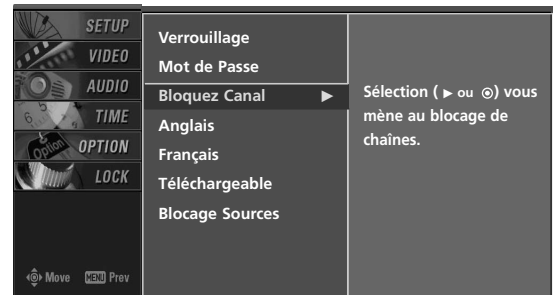 SETUP
VIDEO
AUDIO
TIME
OPTION
LOCK
Move MENU Prev
Verrouillage
Mot de Passe
Bloquez Canal ►
Anglais
Français
Téléchargeable
Blocage Sources
Sélection ( ► ou ◉) vous
mène au blocage de
chaînes.